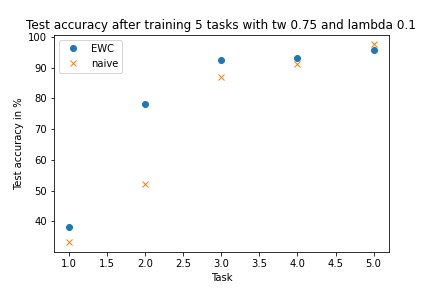 Test accuracy after training 5 tasks with tw 0.75 and lambda 0.1
EWC
naive
Test accuracy in %
100
90
80
70
60
50
40
1.0 1.5 2.0 2.5 3.0 3.5 4.0 4.5 5.0
Task